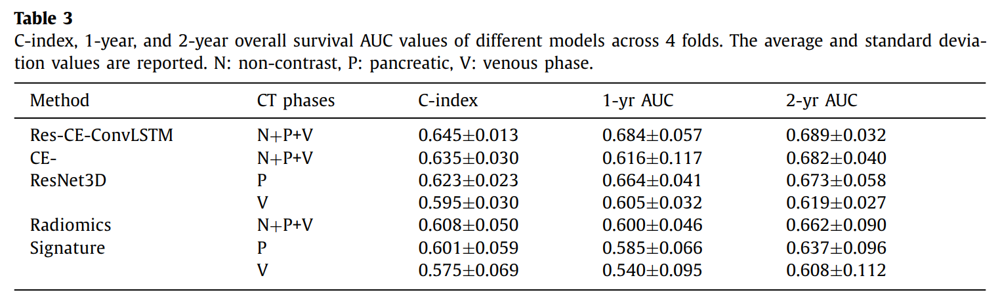 Table 3
C-index, 1-year, and 2-year overall survival AUC values of different models across 4 folds. The average and standard devia-
tion values are reported. N: non-contrast, P: pancreatic, V: venous phase.
Method CT phases C-index 1-yr AUC 2-yr AUC
Res-CE-ConvLSTM N+P+V 0.645±0.013 0.684±0.057 0.689±0.032
CE- N+P+V 0.635±0.030 0.616±0.117 0.682±0.040
ResNet3D P 0.623±0.023 0.664±0.041 0.673±0.058
V 0.595±0.030 0.605±0.032 0.619±0.027
Radiomics N+P+V 0.608±0.050 0.600±0.046 0.662±0.090
Signature P 0.601±0.059 0.585±0.066 0.637±0.096
V 0.575±0.069 0.540±0.095 0.608±0.112